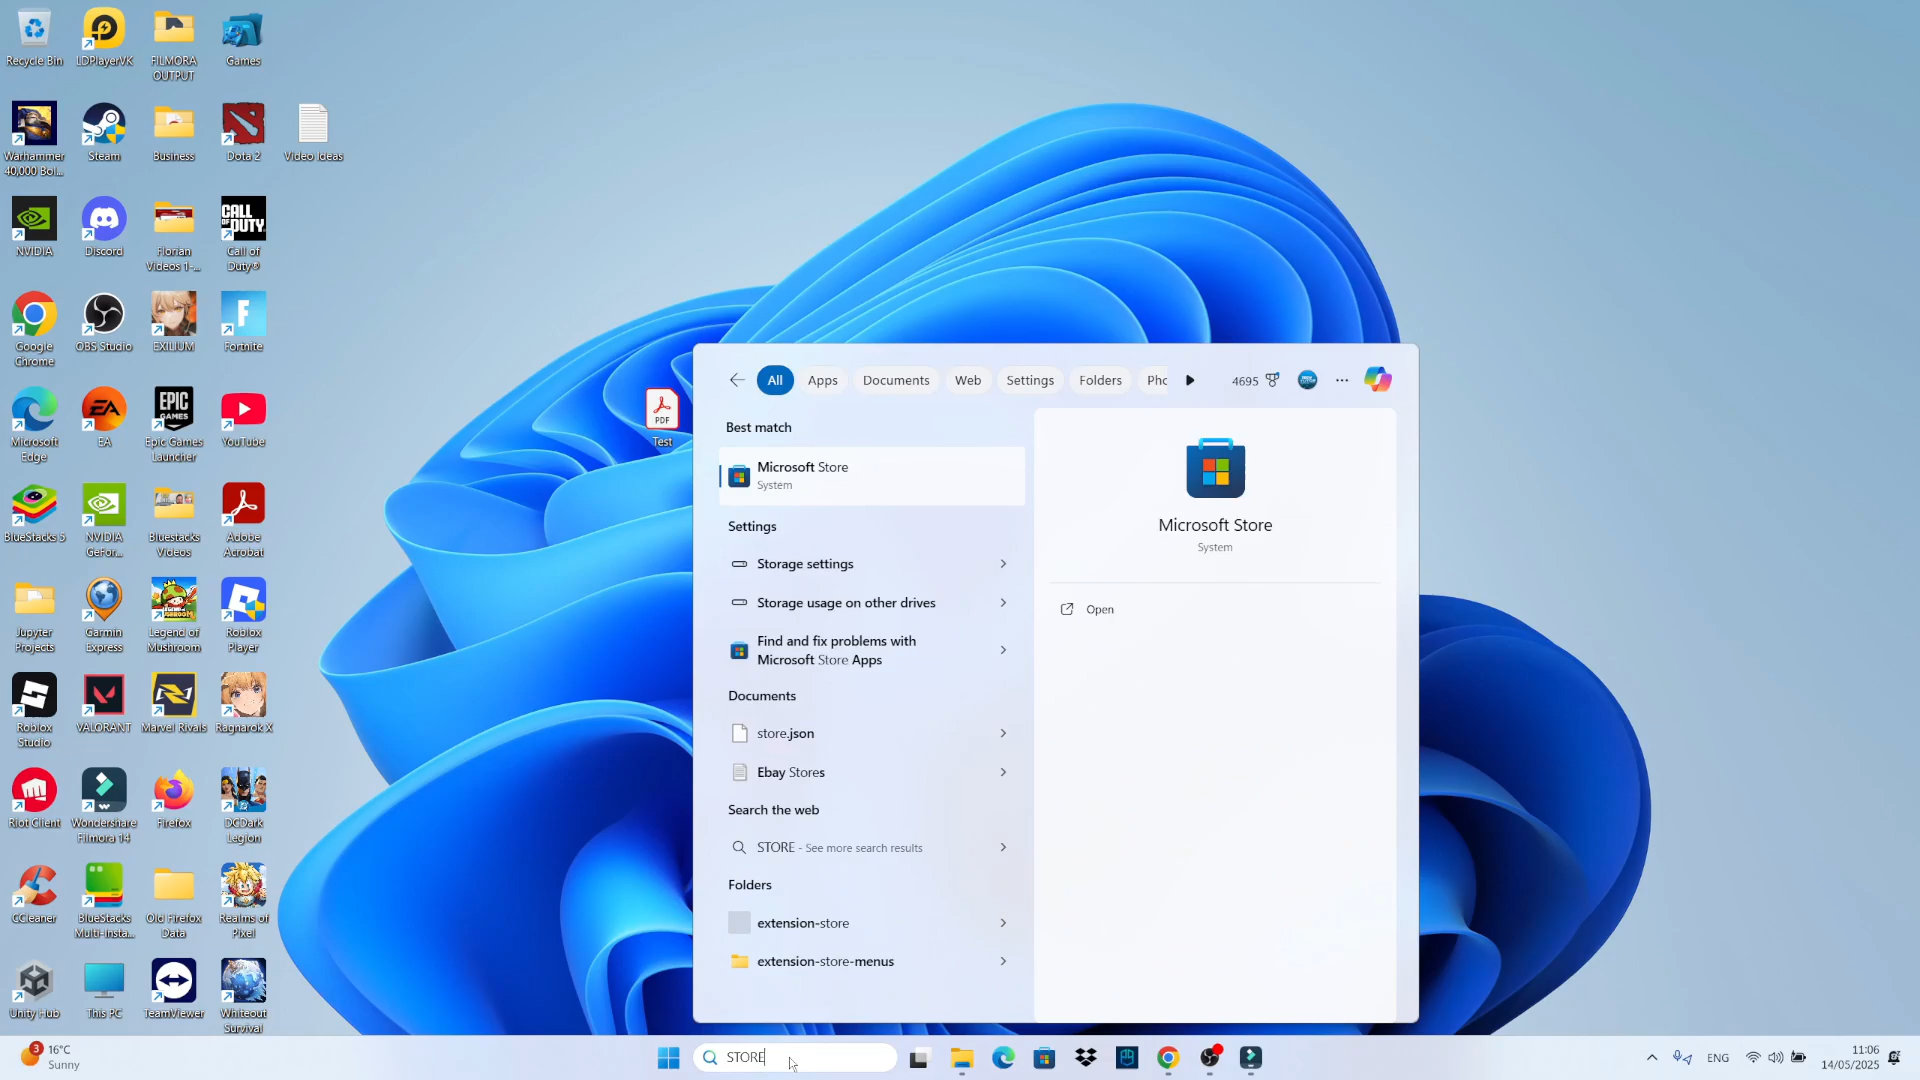 Recycle Bin
LDPlayerVK
FILMORA
OUTPUT
Games
Warhammer
40,000 Bol...
Steam
Business
Dota 2
Video Ideas
NVIDIA
Discord
Florian
Videos 1-...
CALL
OF DUTY
Call of
Duty®
Google
Chrome
OBS Studio
EXILIUM
Fortnite
Microsoft
Edge
EA
EPIC
GAMES
Epic Games
Launcher
YouTube
PDF
Test
BlueStacks 5
NVIDIA
GeFor...
Bluestacks
Videos
Adobe
Acrobat
Jupyter
Projects
Garmin
Express
Legend of
Mushroom
Roblox
Player
Roblox
Studio
VALORANT
Marvel Rivals
Ragnarok X
Riot Client
Wondershare
Filmora 14
Firefox
DCDark
Legion
CCleaner
BlueStacks
Multi-Insta...
Old Firefox
Data
Realms of
Pixel
Unity Hub
This PC
TeamViewer
Whiteout
Survival
All
Apps
Documents
Web
Settings
Folders
Pho
4695
Best match
Microsoft Store
System
Settings
Storage settings
Storage usage on other drives
Find and fix problems with
Microsoft Store Apps
Documents
store.json
Ebay Stores
Search the web
STORE - See more search results
Folders
extension-store
extension-store-menus
Microsoft Store
System
Open
3
16°C
Sunny
STORE
ENG
11:06
14/05/2025